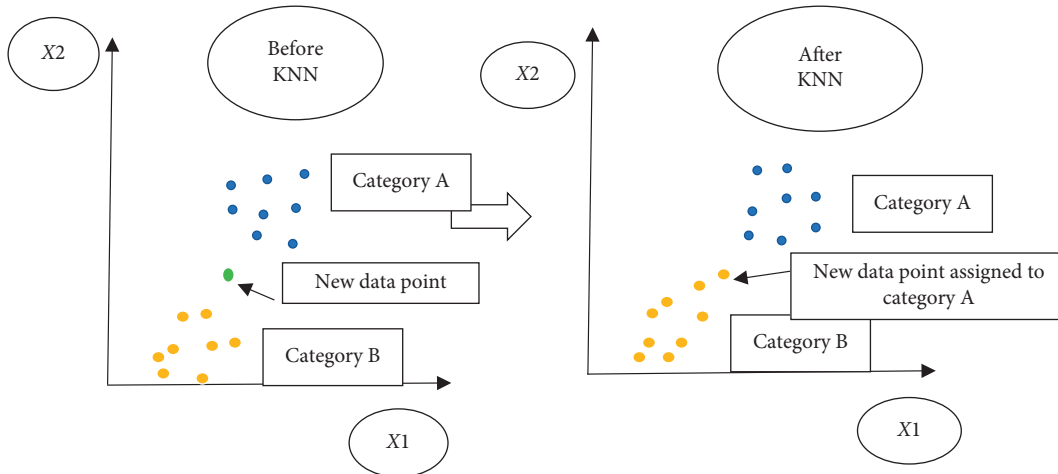 X2
Before
KNN
Category A
New data point
Category B
X1
X2
After
KNN
Category A
New data point assigned to
category A
Category B
X1